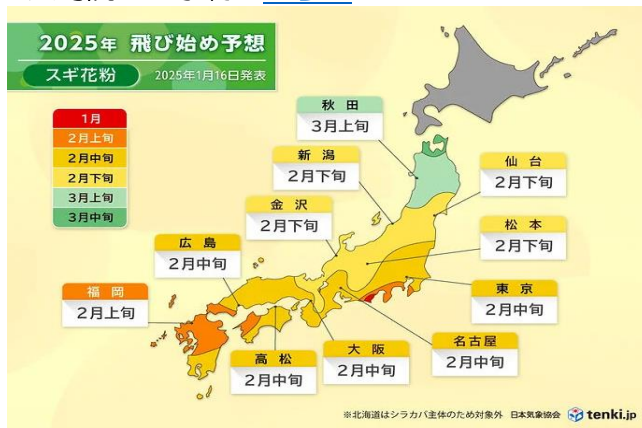 2025年 飛び始め予想
スギ花粉 2025年1月16日発表
1月
2月上旬
2月中旬
2月下旬
3月上旬
3月中旬
秋田
3月上旬
新潟
2月下旬
仙台
2月下旬
金沢
2月下旬
松本
2月下旬
広島
2月中旬
福岡
2月上旬
東京
2月中旬
名古屋
2月中旬
高松
2月中旬
大阪
2月中旬
※北海道はシラカバ主体のため対象外 日本気象協会 tenki.jp